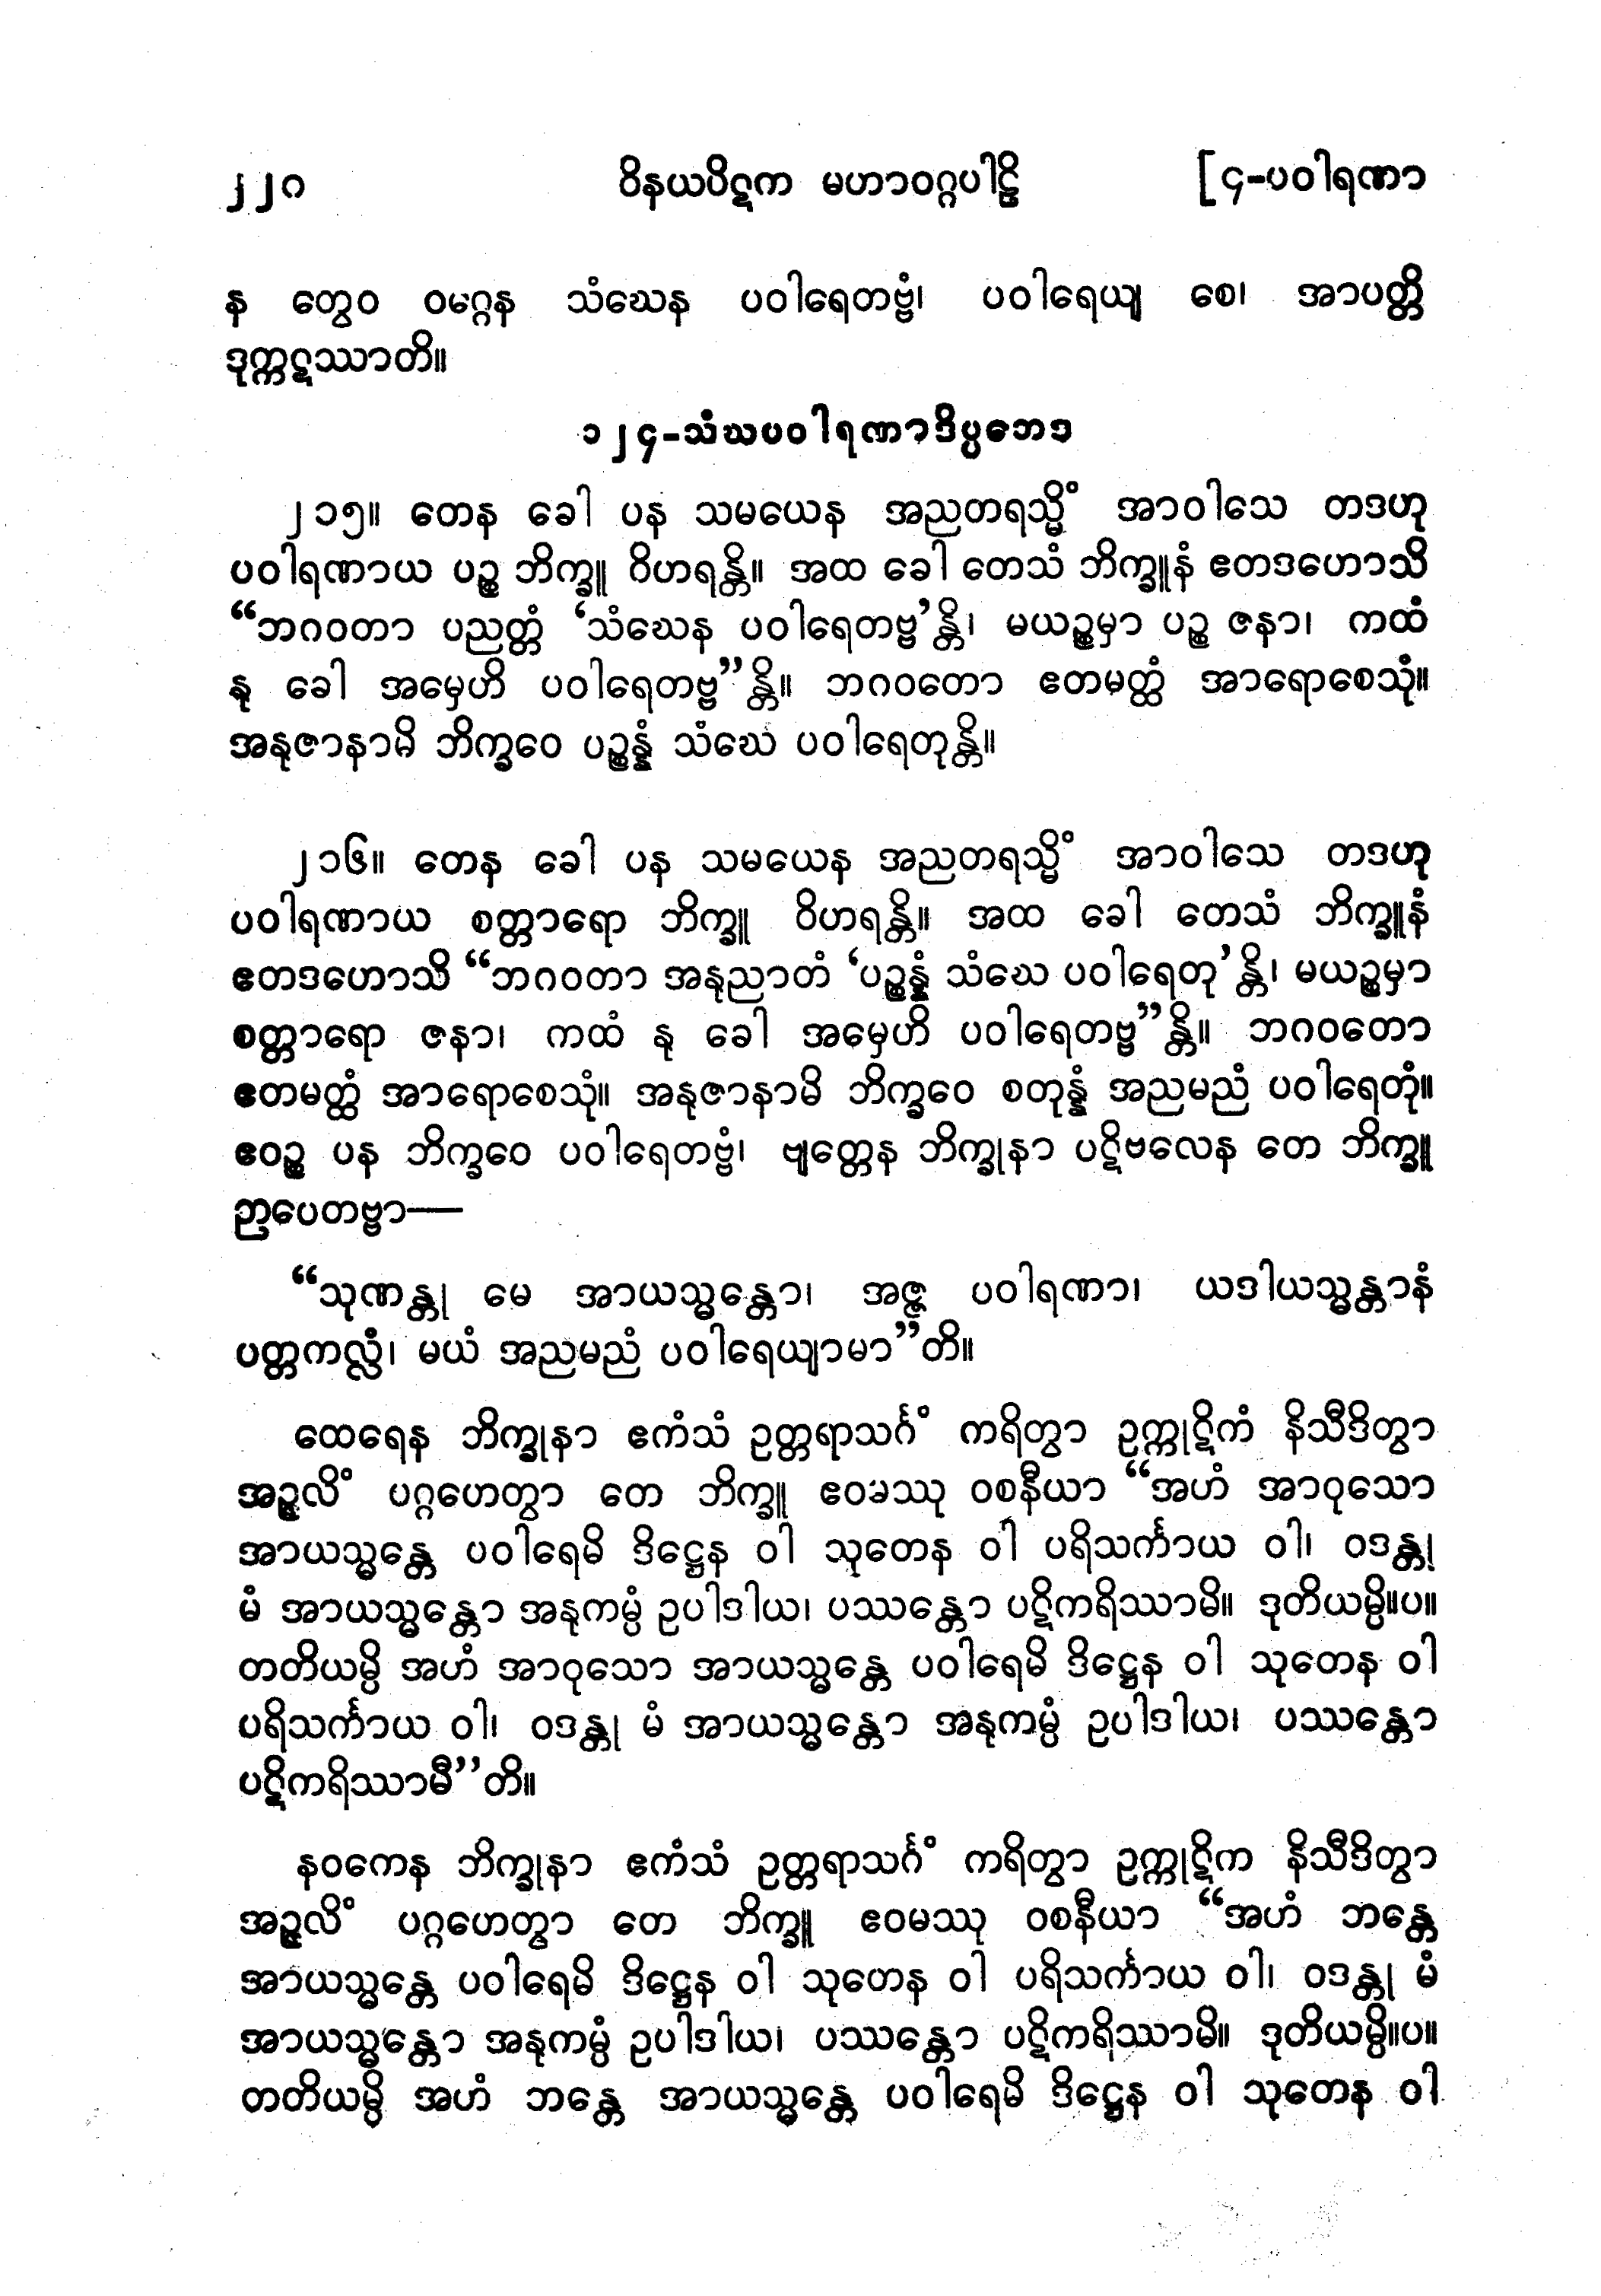 ၂၂၀ ဝိနယပိဋက မဟာဝဂ္ဂပါဠိ [၄-ပဝါရဏာ
န တွေဝ ဝဂ္ဂေန သံဃေန ပဝါရေတဗ္ဗံ၊ ပဝါရေယျ စေ၊ အာပတ္တိ
ဒုက္ကဋဿာတိ။
၁၂၄-သံဃပဝါရဏာဒိပ္ပဘေဒ
၂၁၅။ တေန ခေါ ပန သမယေန အညတရသ္မိံ အာဝါသေ တဒဟု
ပဝါရဏာယ ပဉ္စ ဘိက္ခူ ဝိဟရန္တိ။ အထ ခေါ တေသံ ဘိက္ခူနံ ဧတဒဟောသိ
“ဘဂဝတာ ပညတ္တံ ‘သံဃေန ပဝါရေတဗ္ဗ’န္တိ၊ မယဉ္စမှာ ပဉ္စ ဇနာ၊ ကထံ
နု ခေါ အမှေဟိ ပဝါရေတဗ္ဗ”န္တိ။ ဘဂဝတော ဧတမတ္ထံ အာရောစေသုံ။
အနုဇာနာမိ ဘိက္ခဝေ ပဉ္စန္နံ သံဃေ ပဝါရေတုန္တိ။
၂၁၆။ တေန ခေါ ပန သမယေန အညတရသ္မိံ အာဝါသေ တဒဟု
ပဝါရဏာယ စတ္တာရော ဘိက္ခူ ဝိဟရန္တိ။ အထ ခေါ တေသံ ဘိက္ခူနံ
ဧတဒဟောသိ “ဘဂဝတာ အနုညာတံ ‘ပဉ္စန္နံ သံဃေ ပဝါရေတု’န္တိ၊ မယဉ္စမှာ
စတ္တာရော ဇနာ၊ ကထံ နု ခေါ အမှေဟိ ပဝါရေတဗ္ဗ”န္တိ။ ဘဂဝတော
ဧတမတ္ထံ အာရောစေသုံ။ အနုဇာနာမိ ဘိက္ခဝေ စတုန္နံ အညမညံ ပဝါရေတုံ။
ဧဝဉ္စ ပန ဘိက္ခဝေ ပဝါရေတဗ္ဗံ၊ ဗျတ္တေန ဘိက္ခုနာ ပဋိဗလေန တေ ဘိက္ခူ
ဉာပေတဗ္ဗာ—
“သုဏန္တု မေ အာယသ္မန္တော၊ အဇ္ဇ ပဝါရဏာ၊ ယဒါယသ္မန္တာနံ
ပတ္တကလ္လံ၊ မယံ အညမညံ ပဝါရေယျာမာ”တိ။
ထေရေန ဘိက္ခုနာ ဧကံသံ ဥတ္တရာသင်္ဂံ ကရိတွာ ဥက္ကုဋိကံ နိသီဒိတွာ
အဉ္ဇလိံ ပဂ္ဂဟေတွာ တေ ဘိက္ခူ ဧဝမဿု ဝစနီယာ “အဟံ အာဝုသော
အာယသ္မန္တေ ပဝါရေမိ ဒိဋ္ဌေန ဝါ သုတေန ဝါ ပရိသင်္ကာယ ဝါ၊ ဝဒန္တု
မံ အာယသ္မန္တော အနုကမ္ပံ ဥပါဒါယ၊ ပဿန္တော ပဋိကရိဿာမိ။ ဒုတိယမ္ပိ။ပ။
တတိယမ္ပိ အဟံ အာဝုသော အာယသ္မန္တေ ပဝါရေမိ ဒိဋ္ဌေန ဝါ သုတေန ဝါ
ပရိသင်္ကာယ ဝါ၊ ဝဒန္တု မံ အာယသ္မန္တော အနုကမ္ပံ ဥပါဒါယ၊ ပဿန္တော
ပဋိကရိဿာမီ”တိ။
နဝကေန ဘိက္ခုနာ ဧကံသံ ဥတ္တရာသင်္ဂံ ကရိတွာ ဥက္ကုဋိက နိသီဒိတွာ
အဉ္ဇလိံ ပဂ္ဂဟေတွာ တေ ဘိက္ခူ ဧဝမဿု ဝစနီယာ “အဟံ ဘန္တေ
အာယသ္မန္တေ ပဝါရေမိ ဒိဋ္ဌေန ဝါ သုတေန ဝါ ပရိသင်္ကာယ ဝါ၊ ဝဒန္တု မံ
အာယသ္မန္တော အနုကမ္ပံ ဥပါဒါယ၊ ပဿန္တော ပဋိကရိဿာမိ။ ဒုတိယမ္ပိ။ပ။
တတိယမ္ပိ အဟံ ဘန္တေ အာယသ္မန္တေ ပဝါရေမိ ဒိဋ္ဌေန ဝါ သုတေန ဝါ